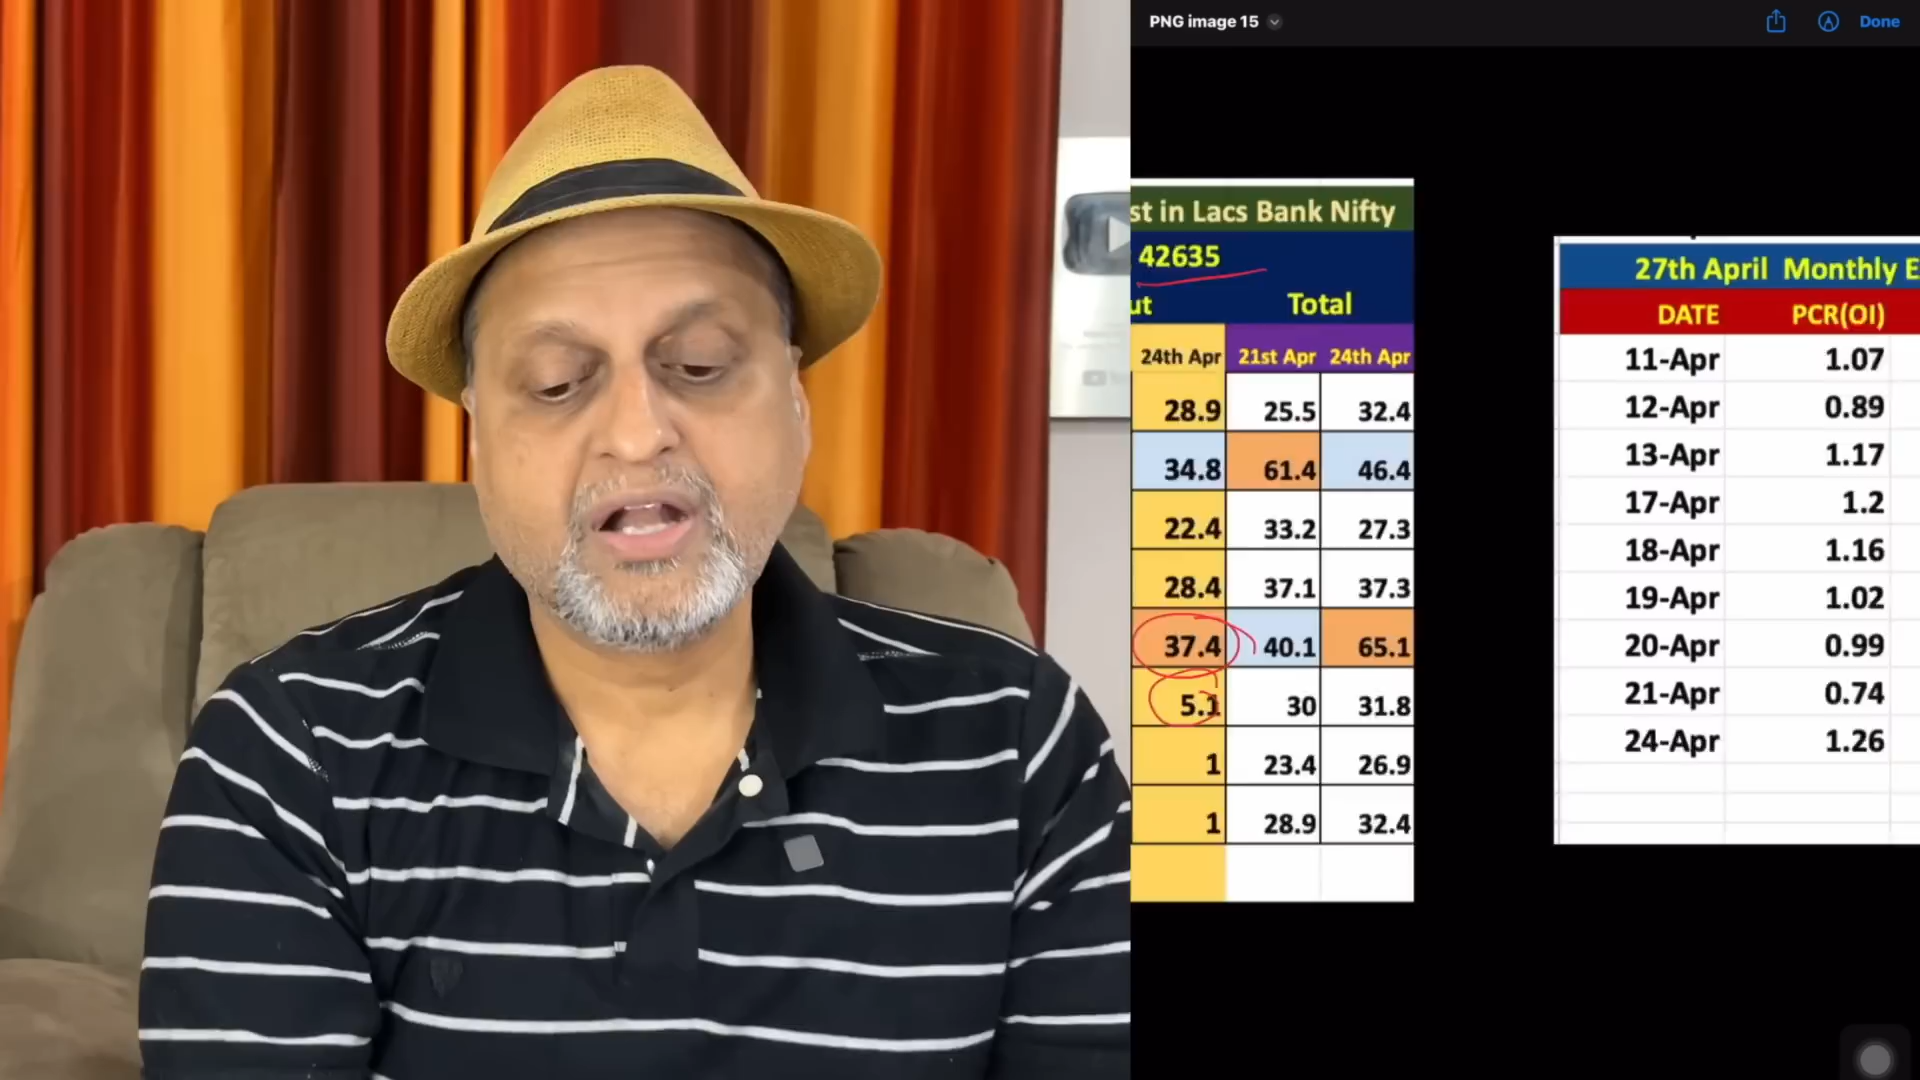 PNG image 15
Done
st in Lacs Bank Nifty
42635
ut Total
24th Apr 21st Apr 24th Apr
28.9 25.5 32.4
34.8 61.4 46.4
22.4 33.2 27.3
28.4 37.1 37.3
37.4 40.1 65.1
5.1 30 31.8
1 23.4 26.9
1 28.9 32.4
27th April Monthly E
DATE PCR(OI)
11-Apr 1.07
12-Apr 0.89
13-Apr 1.17
17-Apr 1.2
18-Apr 1.16
19-Apr 1.02
20-Apr 0.99
21-Apr 0.74
24-Apr 1.26